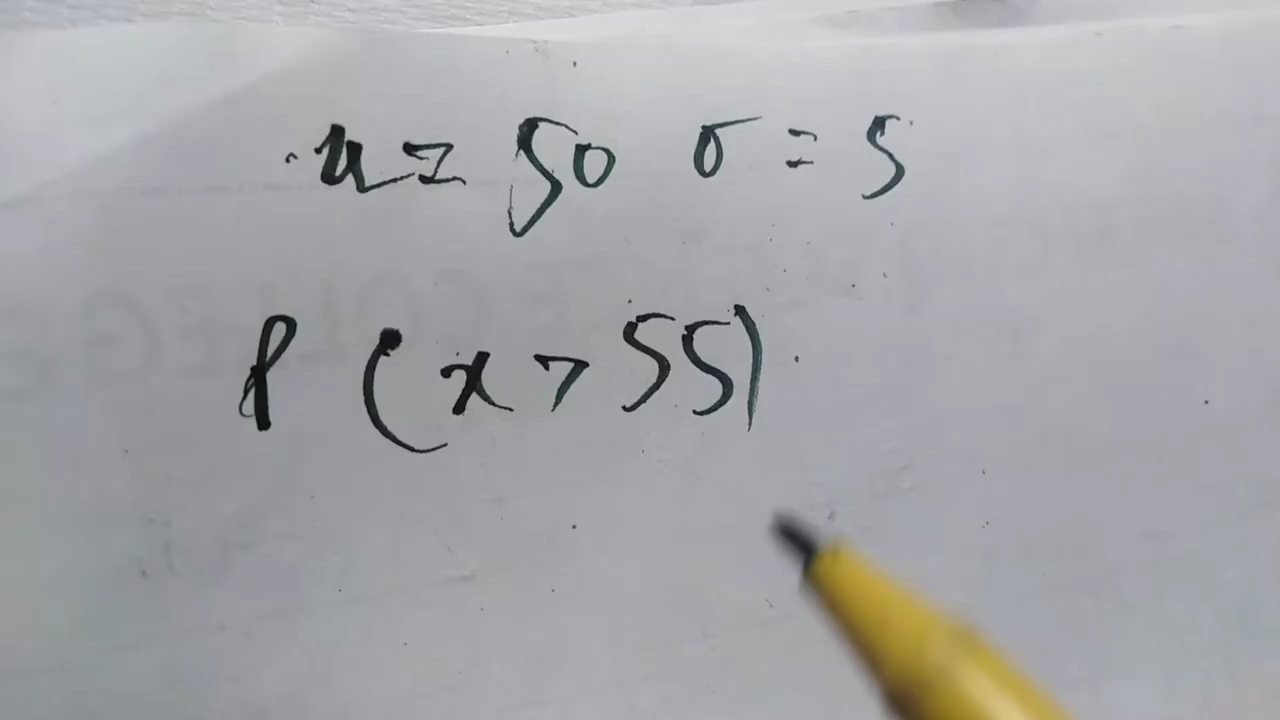 μ = 50 σ = 5
P (x > 55)